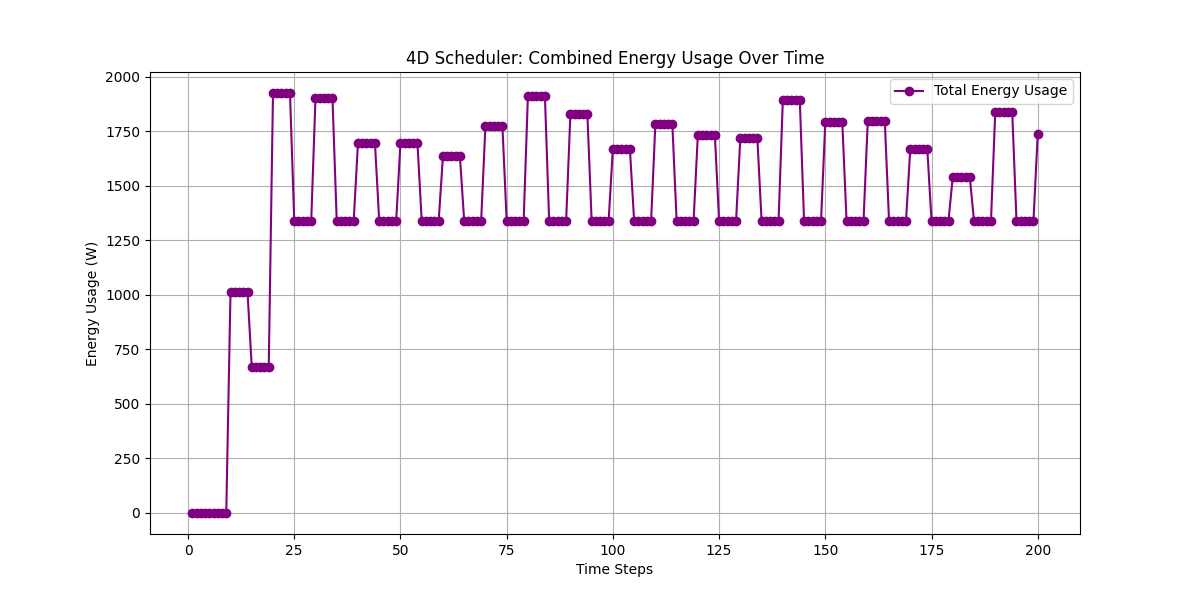 4D Scheduler: Combined Energy Usage Over Time
Total Energy Usage
Energy Usage (W)
2000
1750
1500
1250
1000
750
500
250
0
0 25 50 75 100 125 150 175 200
Time Steps